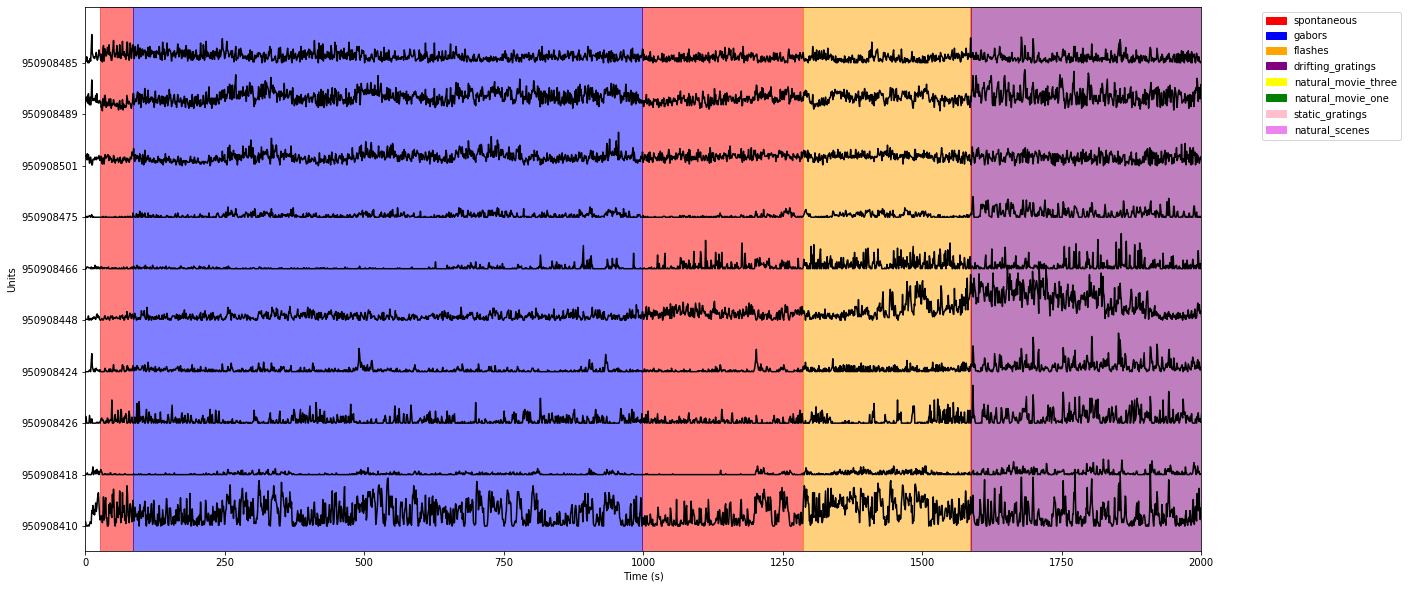 950908485
950908489
950908501
950908475
950908466
950908448
950908424
950908426
950908418
950908410
Units
0 250 500 750 1000 1250 1500 1750 2000
Time (s)
spontaneous
gabors
flashes
drifting_gratings
natural_movie_three
natural_movie_one
static_gratings
natural_scenes